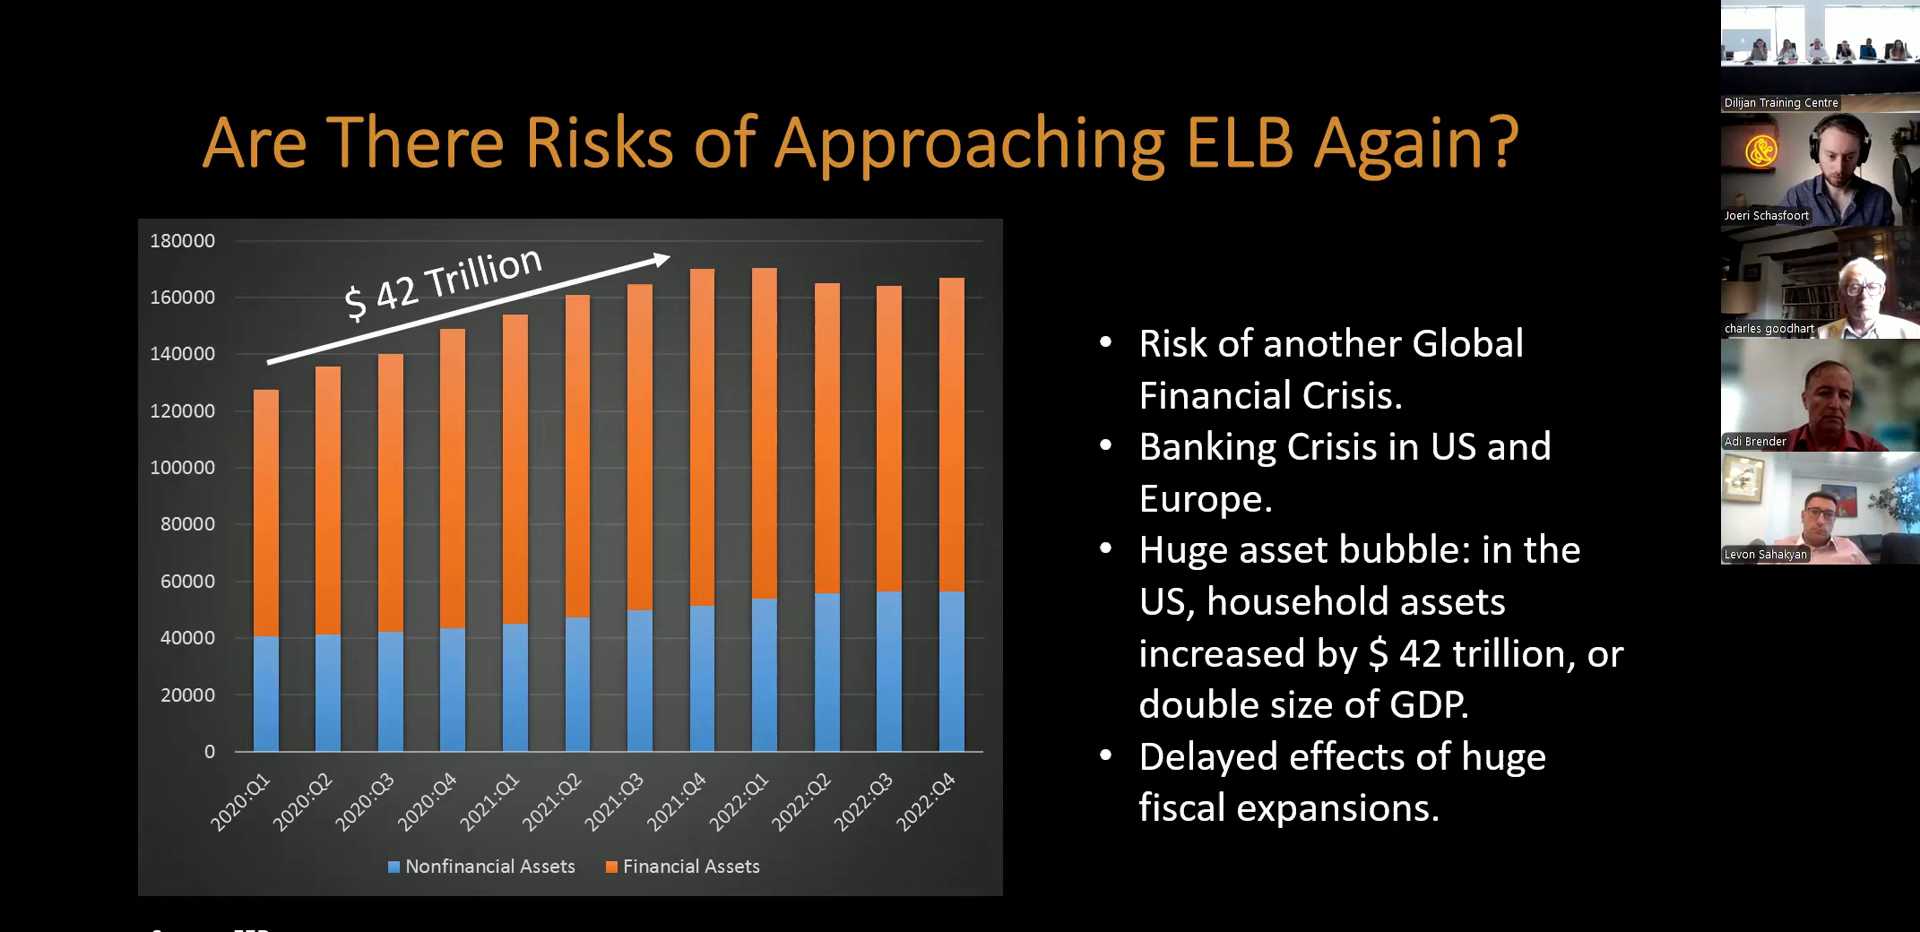 Are There Risks of Approaching ELB Again?
180000
160000
140000
120000
100000
80000
60000
40000
20000
0
$ 42 Trillion
2020:Q1
2020:Q2
2020:Q3
2020:Q4
2021:Q1
2021:Q2
2021:Q3
2021:Q4
2022:Q1
2022:Q2
2022:Q3
2022:Q4
Nonfinancial Assets
Financial Assets
• Risk of another Global
Financial Crisis.
• Banking Crisis in US and
Europe.
• Huge asset bubble: in the
US, household assets
increased by $ 42 trillion, or
double size of GDP.
• Delayed effects of huge
fiscal expansions.
Dilijan Training Centre
&
Joeri Schasfoort
charles goodhart
Adi Brender
Levon Sahakyan